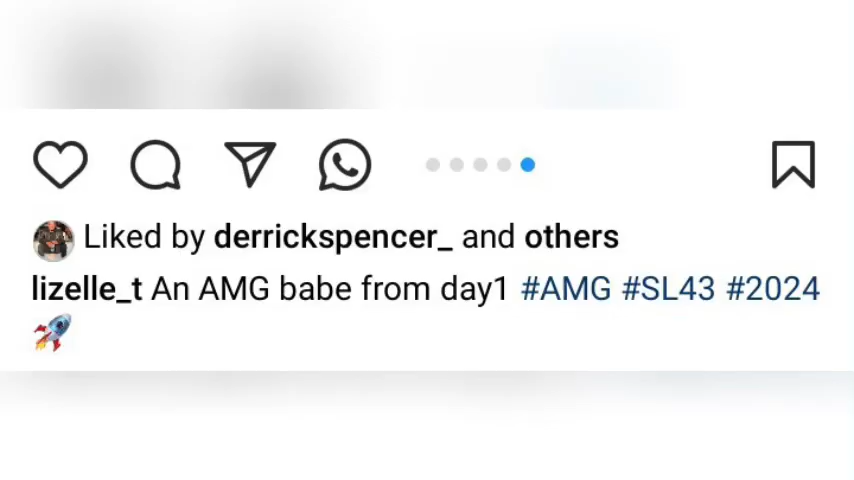 Liked by derrickspencer_ and others
lizelle_t An AMG babe from day1 #AMG #SL43 #2024
🚀